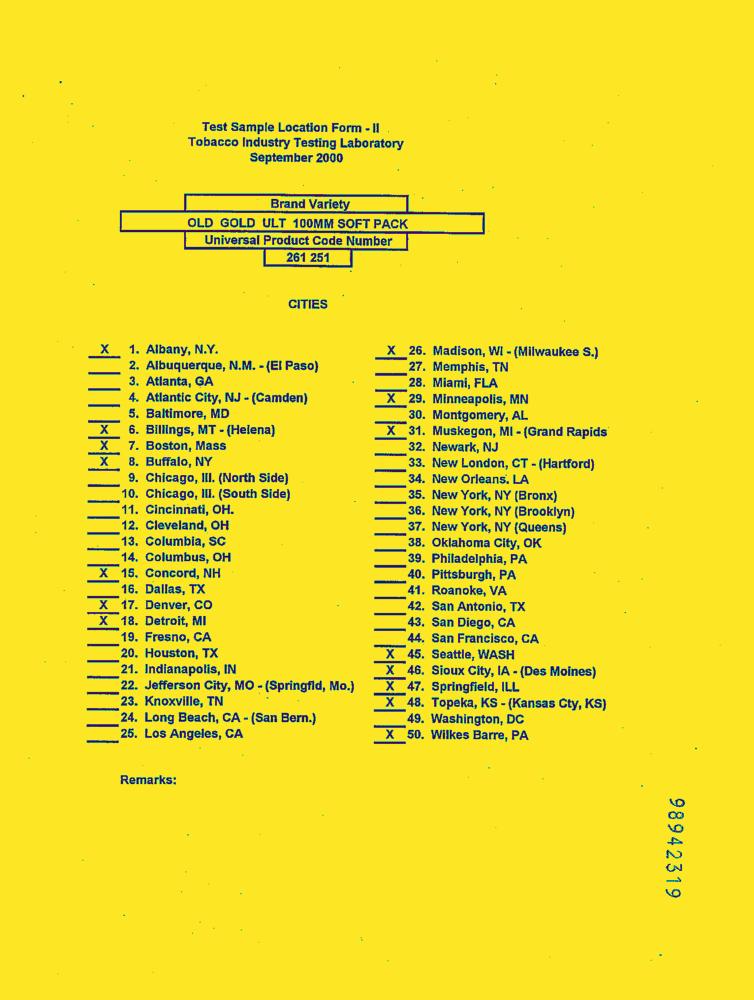 Test Sample Location Form - II
Tobacco Industry Testing Laboratory
September 2000
Brand Variety
OLD GOLD ULT 100MM SOFT PACK
Universal Product Code Number
261 251
CITIES
X 1. Albany, N.Y.
2. Albuquerque, N.M. - (El Paso)
3. Atlanta, GA
4. Atlantic City, NJ - (Camden)
5. Baltimore, MD
X 6. Billings, MT - (Helena)
X 7. Boston, Mass
X 8. Buffalo, NY
9. Chicago, Ill. (North Side)
10. Chicago, Ill. (South Side)
11. Cincinnati, OH.
12. Cleveland, OH
13. Columbia, SC
14. Columbus, OH
X 15. Concord, NH
16. Dallas, TX
X 17. Denver, CO
X 18. Detroit, MI
19. Fresno, CA
20. Houston, TX
21. Indianapolis, IN
22. Jefferson City, MO - (Springfld, Mo.)
23. Knoxville, TN
24. Long Beach, CA - (San Bern.)
25. Los Angeles, CA
X 26. Madison, WI - (Milwaukee S.)
27. Memphis, TN
28. Miami, FLA
X 29. Minneapolis, MN
30. Montgomery, AL
X 31. Muskegon, MI - (Grand Rapids
32. Newark, NJ
33. New London, CT - (Hartford)
34. New Orleans. LA
35. New York, NY (Bronx)
36. New York, NY (Brooklyn)
37. New York, NY (Queens)
38. Oklahoma City, OK
39. Philadelphia, PA
40. Pittsburgh, PA
41. Roanoke, VA
42. San Antonio, TX
43. San Diego, CA
44. San Francisco, CA
X 45. Seattle, WASH
X 46. Sioux City, IA - (Des Moines)
X 47. Springfield, ILL
X 48. Topeka, KS - (Kansas Cty, KS)
49. Washington, DC
X 50. Wilkes Barre, PA
Remarks:
98942319